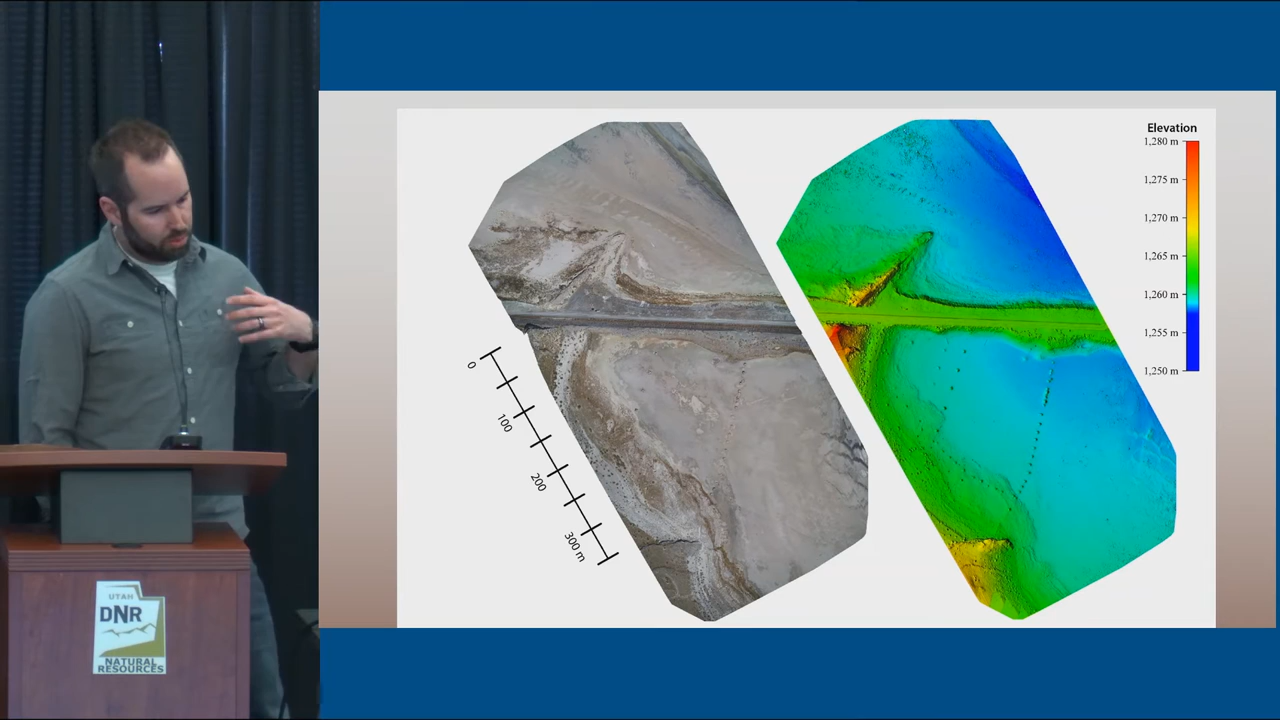 UTAH
DNR
NATURAL
RESOURCES
0
100
200
300 m
Elevation
1,280 m
1,275 m
1,270 m
1,265 m
1,260 m
1,255 m
1,250 m